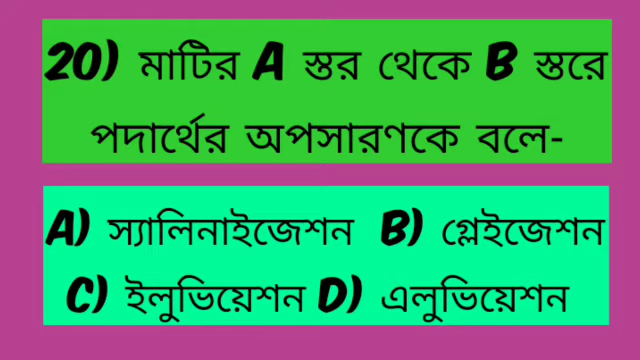 20) মাটির A স্তর থেকে B স্তরে
পদার্থের অপসারণকে বলে-
A) স্যালিনাইজেশন B) গ্লেইজেশন
C) ইলুভিয়েশন D) এলুভিয়েশন